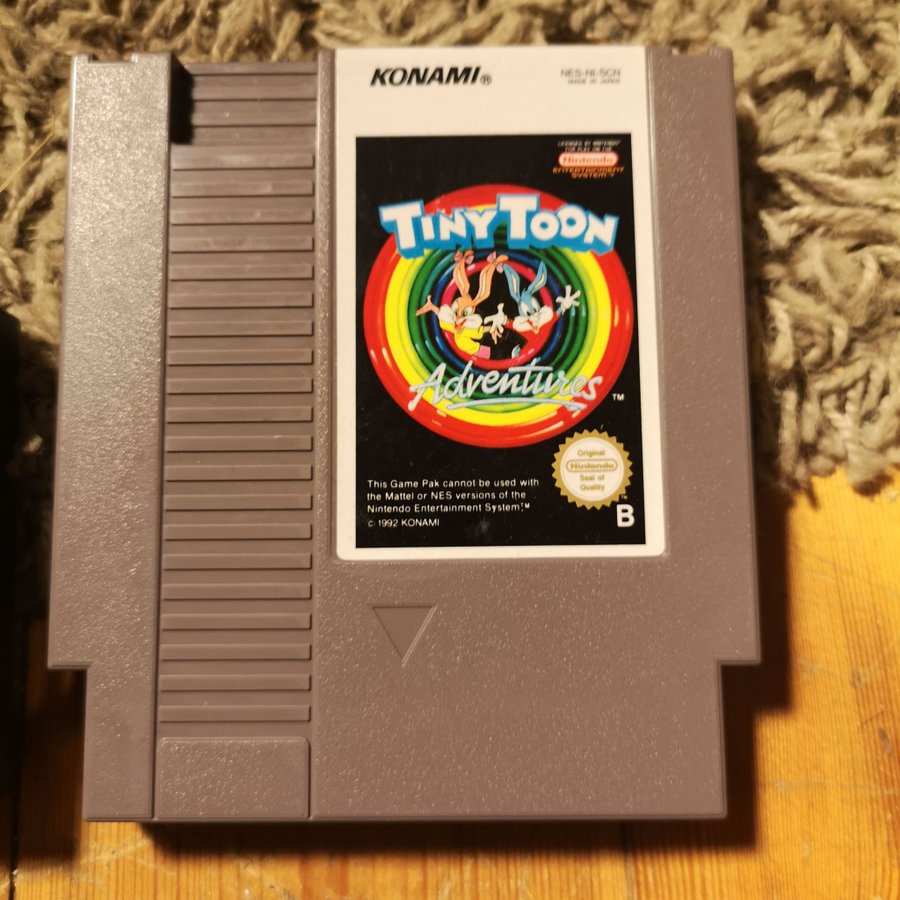 KONAMI®
NES-NI-SCN
MADE IN JAPAN
LICENSED BY NINTENDO®
FOR PLAY ON THE
Nintendo
ENTERTAINMENT
SYSTEM™
TINY TOON
Adventures™
Original
Nintendo
Seal of
Quality
™
This Game Pak cannot be used with
the Mattel or NES versions of the
Nintendo Entertainment System.™
© 1992 KONAMI
B